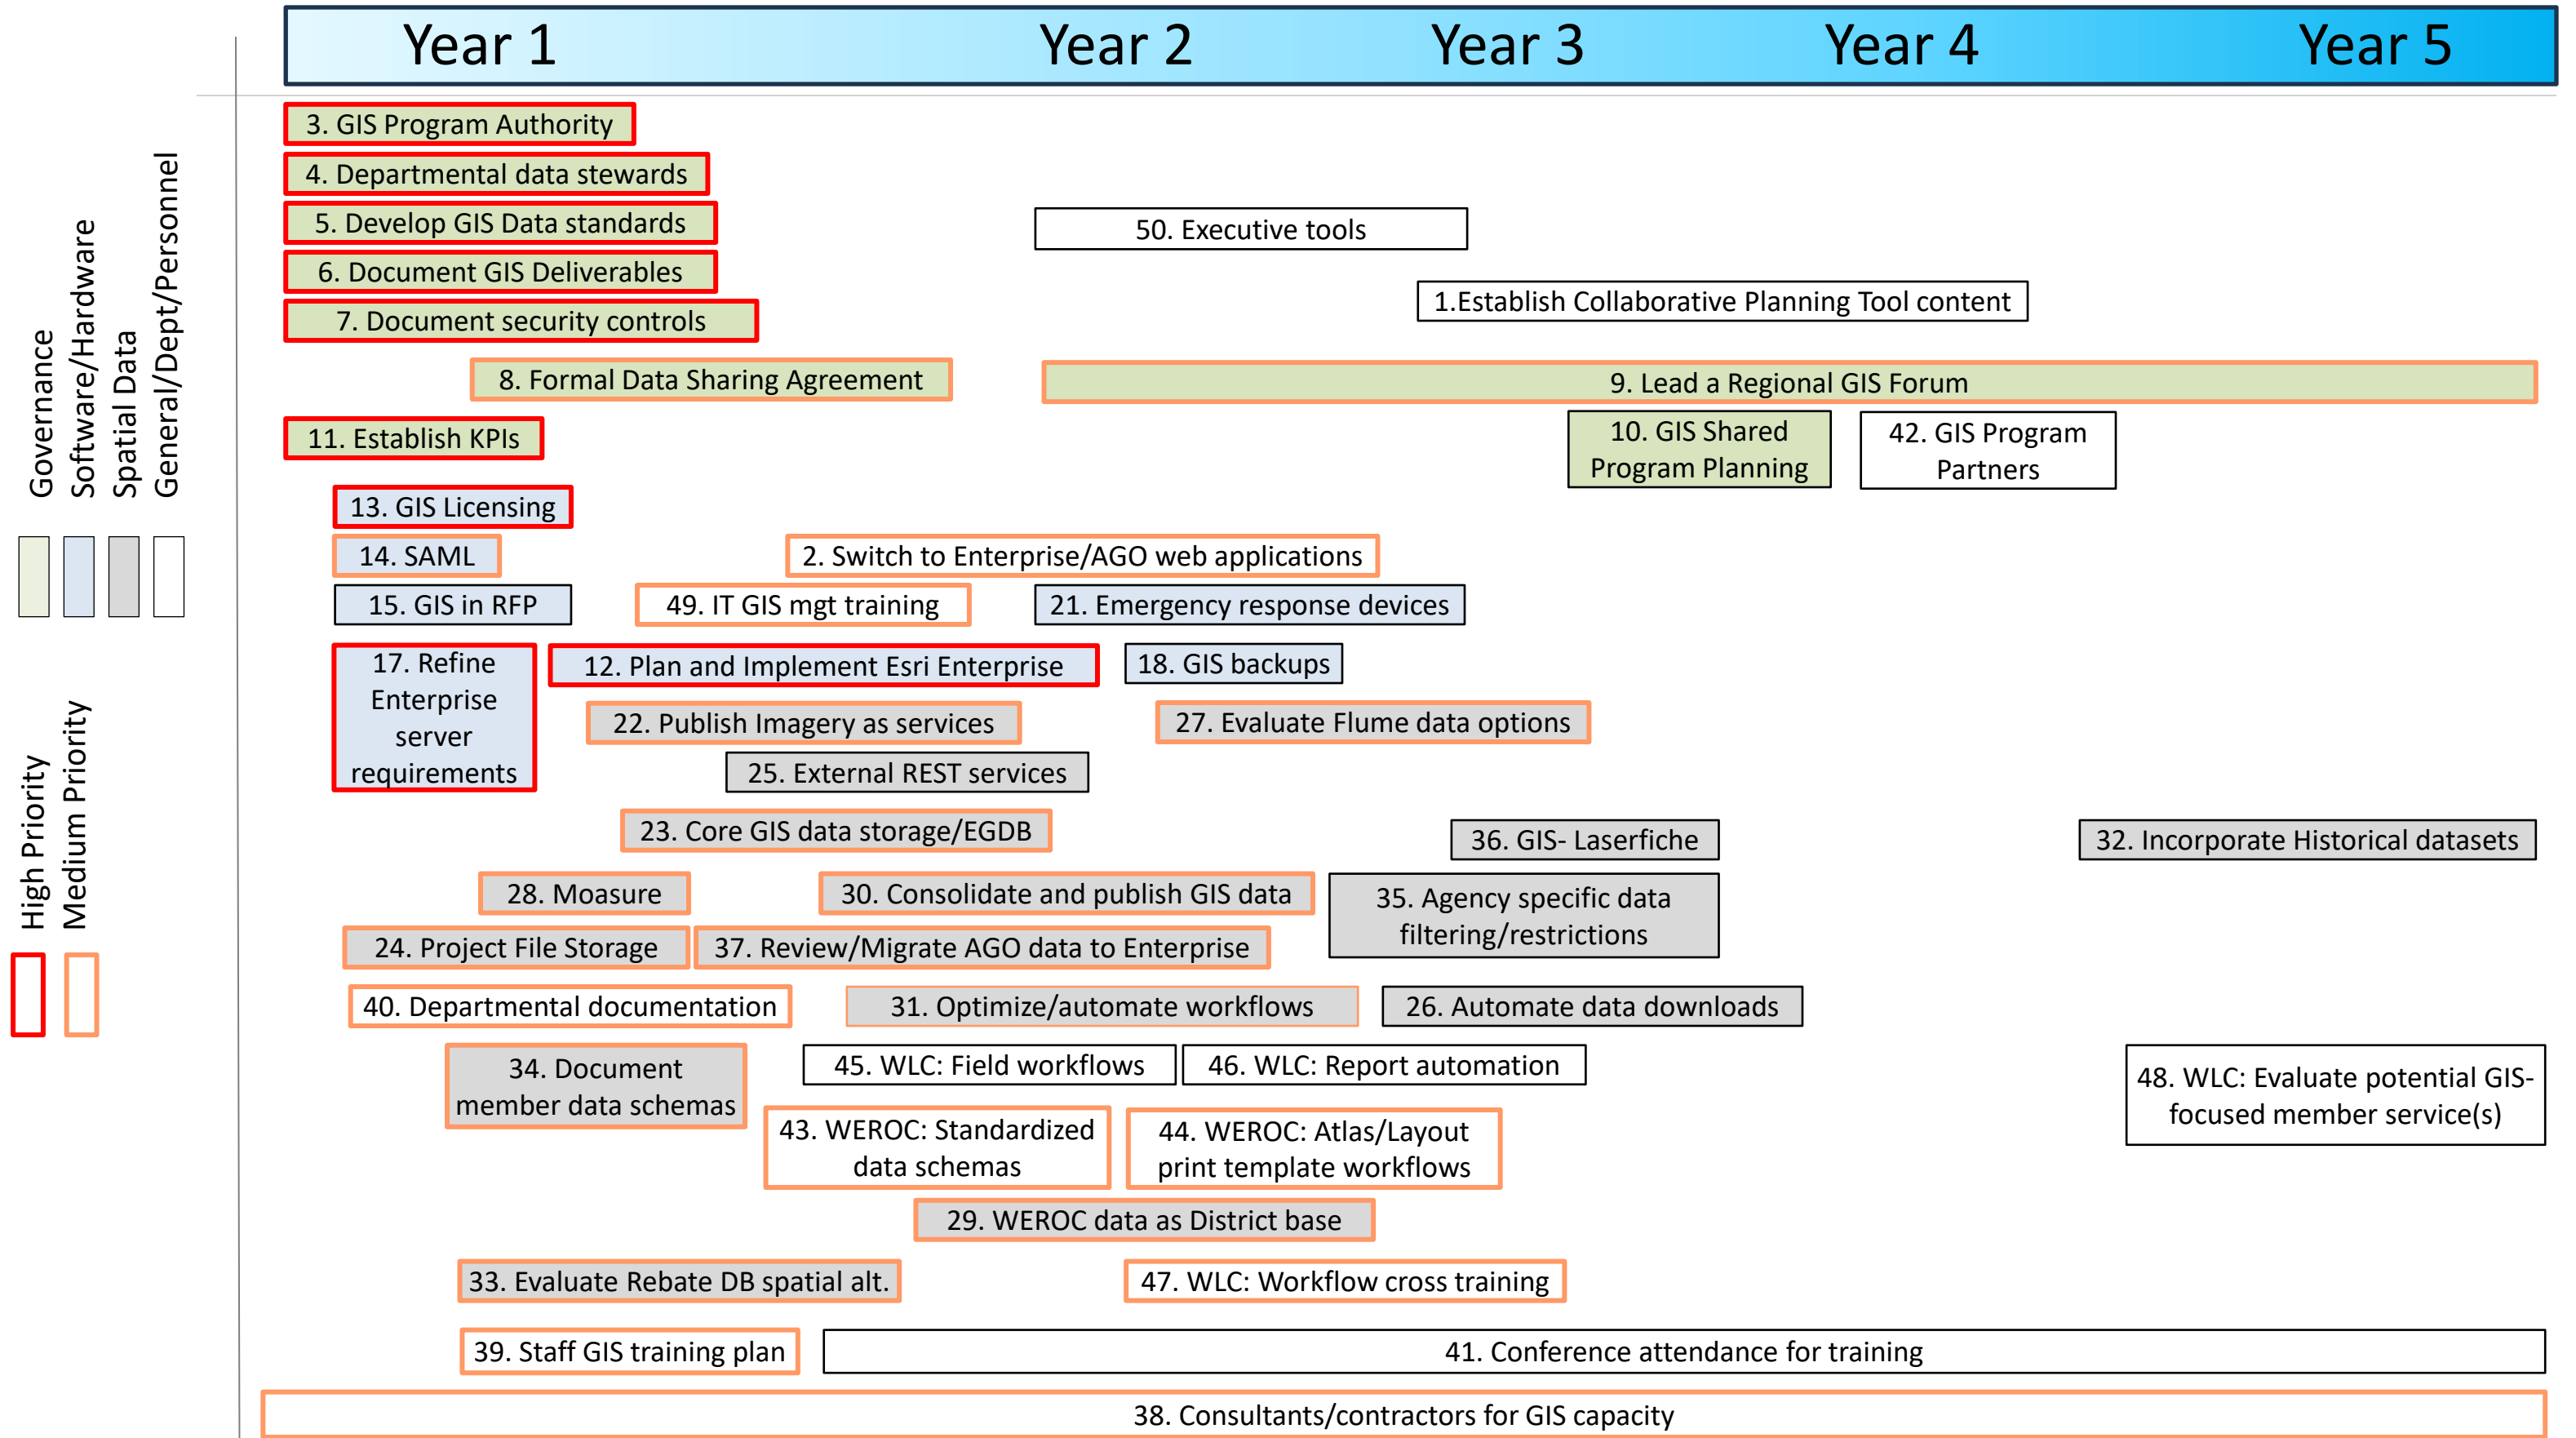 Year 1 Year 2 Year 3 Year 4 Year 5
Governance
Software/Hardware
Spatial Data
General/Dept/Personnel
High Priority
Medium Priority
3. GIS Program Authority
4. Departmental data stewards
5. Develop GIS Data standards
50. Executive tools
6. Document GIS Deliverables
1.Establish Collaborative Planning Tool content
7. Document security controls
8. Formal Data Sharing Agreement
9. Lead a Regional GIS Forum
11. Establish KPIs
10. GIS Shared
Program Planning
42. GIS Program
Partners
13. GIS Licensing
14. SAML
2. Switch to Enterprise/AGO web applications
15. GIS in RFP
49. IT GIS mgt training
21. Emergency response devices
17. Refine
Enterprise
server
requirements
12. Plan and Implement Esri Enterprise
18. GIS backups
22. Publish Imagery as services
27. Evaluate Flume data options
25. External REST services
23. Core GIS data storage/EGDB
36. GIS- Laserfiche
32. Incorporate Historical datasets
28. Moasure
30. Consolidate and publish GIS data
35. Agency specific data
filtering/restrictions
24. Project File Storage
37. Review/Migrate AGO data to Enterprise
40. Departmental documentation
31. Optimize/automate workflows
26. Automate data downloads
34. Document
member data schemas
45. WLC: Field workflows
46. WLC: Report automation
48. WLC: Evaluate potential GIS-
focused member service(s)
43. WEROC: Standardized
data schemas
44. WEROC: Atlas/Layout
print template workflows
29. WEROC data as District base
33. Evaluate Rebate DB spatial alt.
47. WLC: Workflow cross training
39. Staff GIS training plan
41. Conference attendance for training
38. Consultants/contractors for GIS capacity